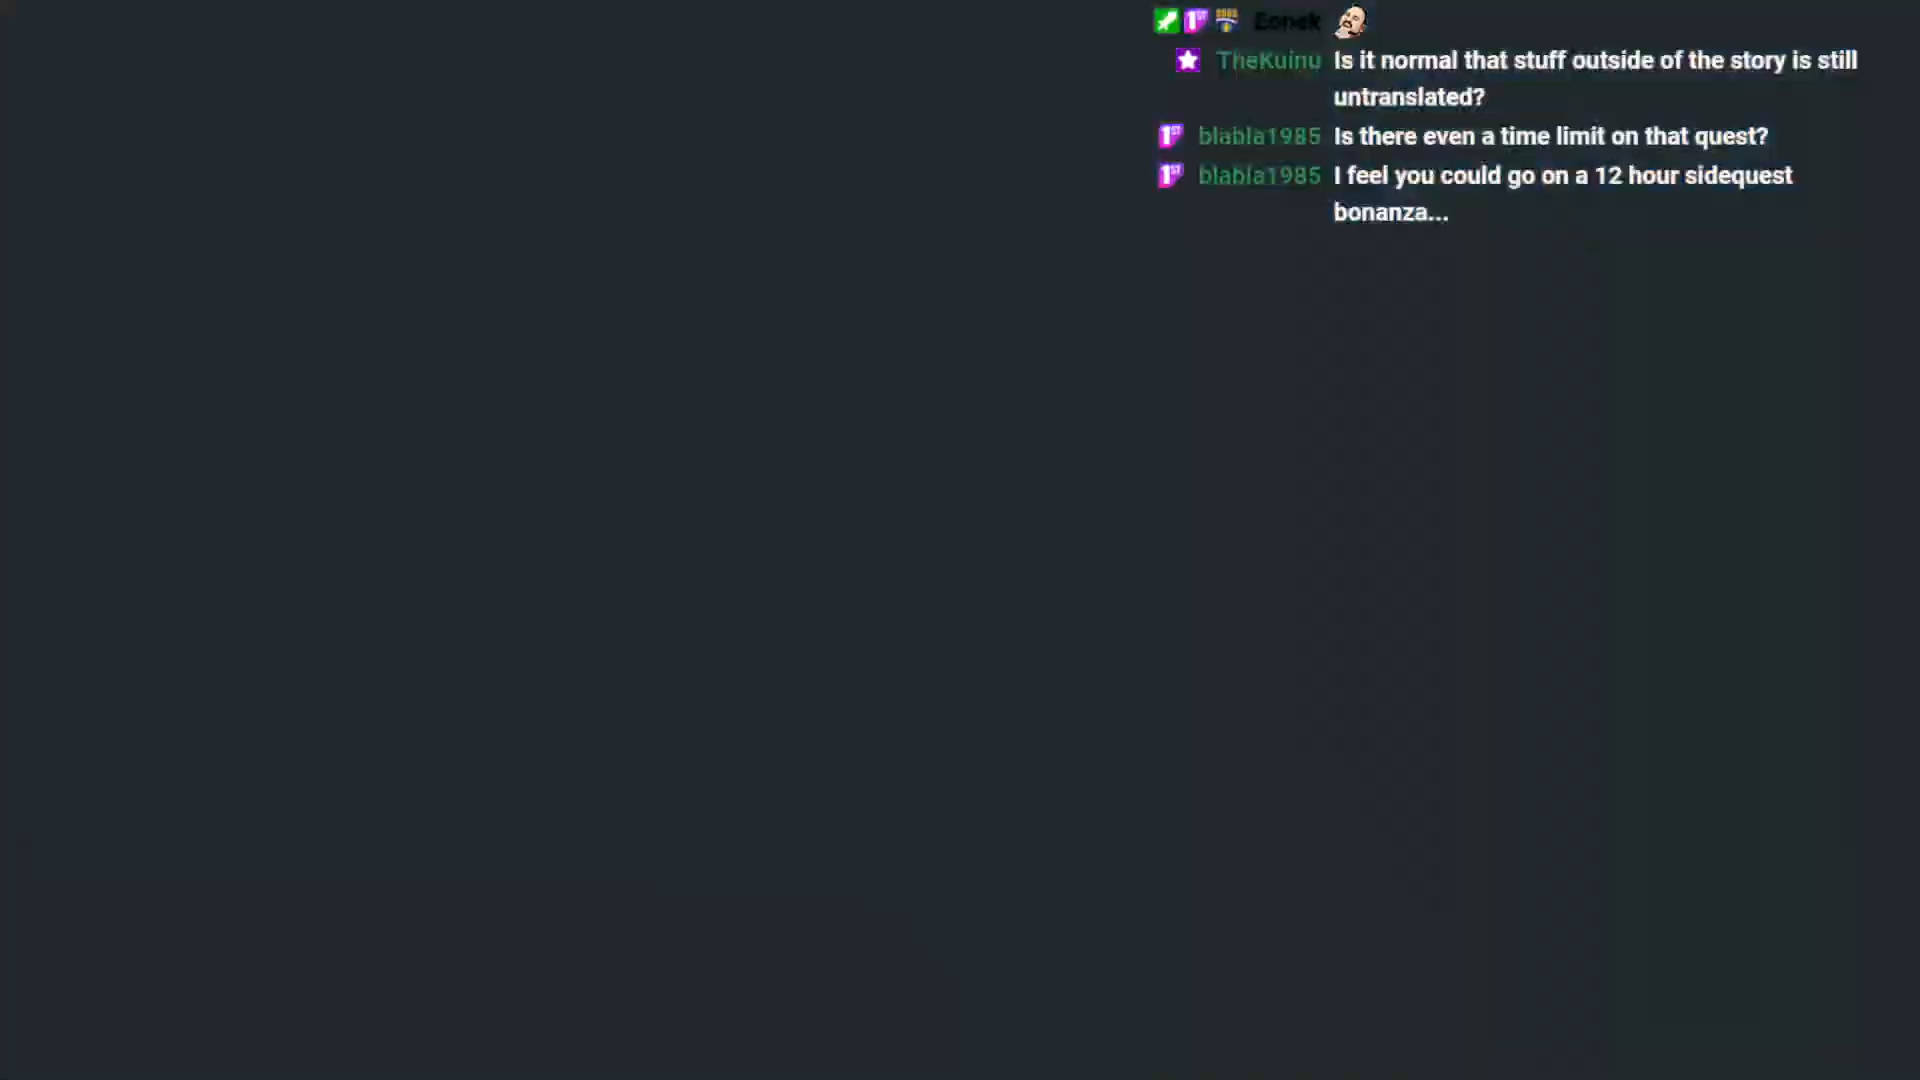 Eonek
TheKuinu Is it normal that stuff outside of the story is still
untranslated?
blabla1985 Is there even a time limit on that quest?
blabla1985 I feel you could go on a 12 hour sidequest
bonanza...